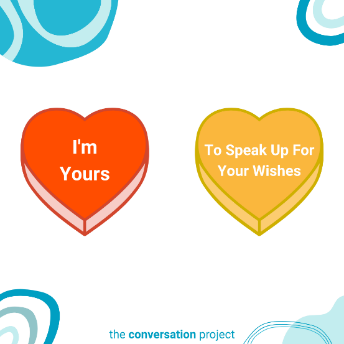 I'm
Yours
To Speak Up For
Your Wishes
the conversation project